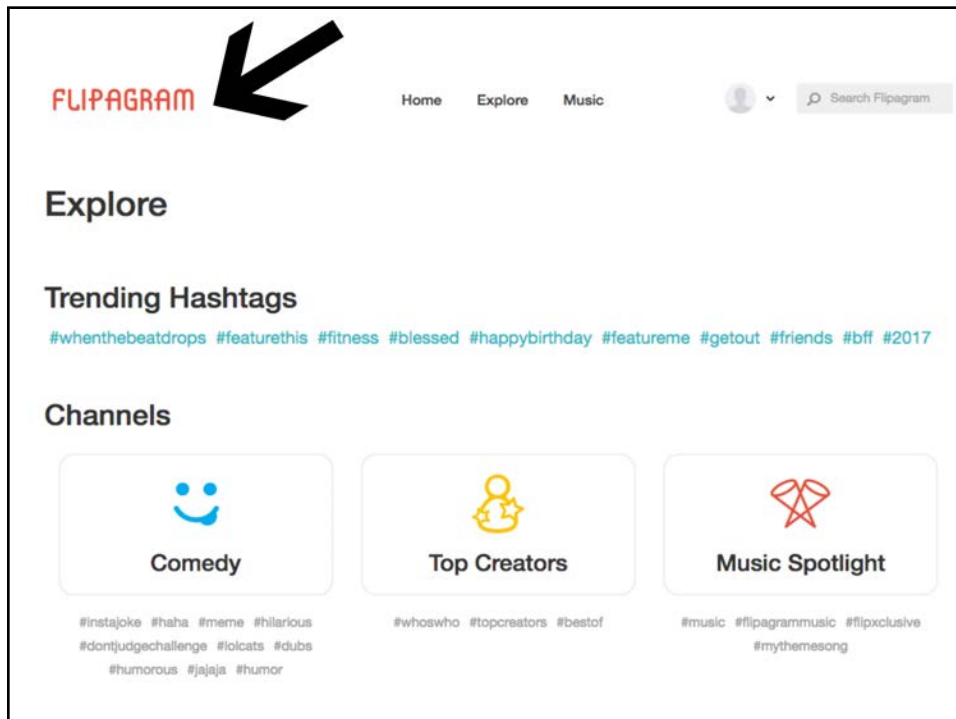 FLIPAGRAM
Home Explore Music
Search Flipagram
Explore
Trending Hashtags
#whenthebeatdrops #featurethis #fitness #blessed #happybirthday #featureme #getout #friends #bff #2017
Channels
Comedy
Top Creators
Music Spotlight
#instajoke #haha #meme #hilarious
#dontjudgechallenge #lolcats #dubs
#humorous #jajaja #humor
#whoswho #topcreators #bestof
#music #flipagrammusic #flipxclusive
#mythemesong